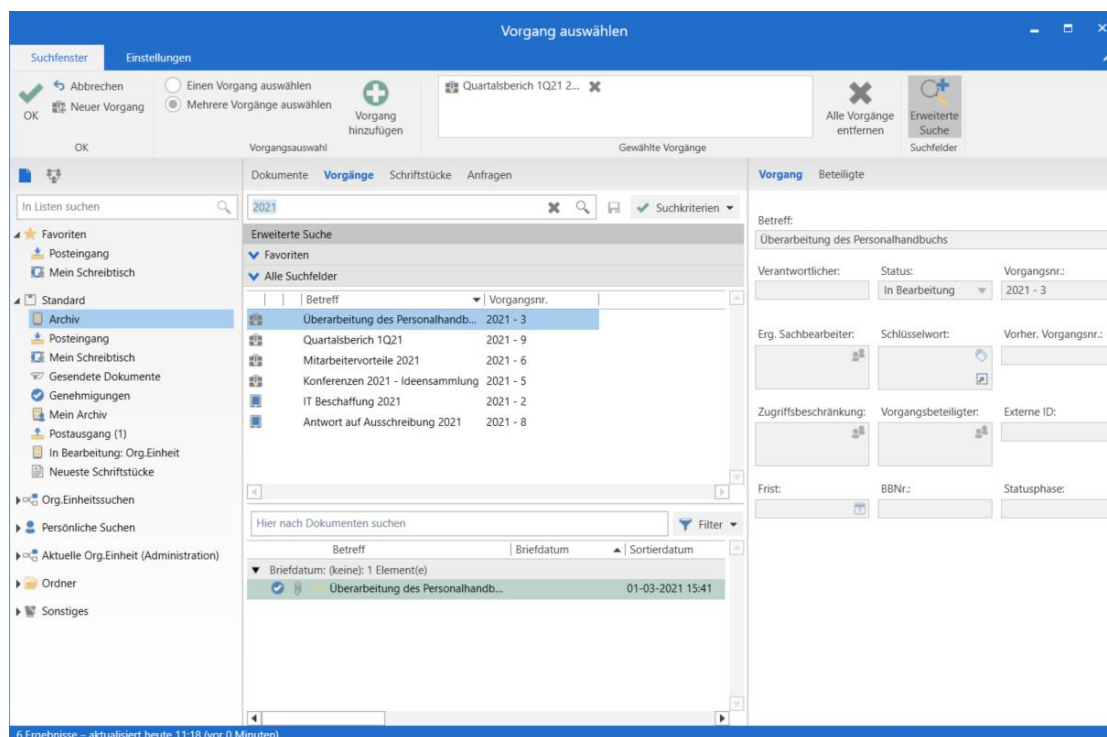 Vorgang auswählen
Suchfenster Einstellungen
OK
Abbrechen
Neuer Vorgang
OK
Einen Vorgang auswählen
Mehrere Vorgänge auswählen
Vorgang
hinzufügen
Vorgangsauswahl
Quartalsberich 1Q21 2...
Gewählte Vorgänge
Alle Vorgänge
entfernen
Erweiterte
Suche
Suchfelder
In Listen suchen
Favoriten
Posteingang
Mein Schreibtisch
Standard
Archiv
Posteingang
Mein Schreibtisch
Gesendete Dokumente
Genehmigungen
Mein Archiv
Postausgang (1)
In Bearbeitung: Org.Einheit
Neueste Schriftstücke
Org.Einheitssuchen
Persönliche Suchen
Aktuelle Org.Einheit (Administration)
Ordner
Sonstiges
Dokumente Vorgänge Schriftstücke Anfragen
2021
Suchkriterien
Erweiterte Suche
Favoriten
Alle Suchfelder
Betreff Vorgangsnr.
Überarbeitung des Personalhandb... 2021 - 3
Quartalsberich 1Q21 2021 - 9
Mitarbeitervorteile 2021 2021 - 6
Konferenzen 2021 - Ideensammlung 2021 - 5
IT Beschaffung 2021 2021 - 2
Antwort auf Ausschreibung 2021 2021 - 8
Hier nach Dokumenten suchen
Filter
Betreff Briefdatum Sortierdatum
Briefdatum: (keine): 1 Element(e)
Überarbeitung des Personalhandb... 01-03-2021 15:41
Vorgang Beteiligte
Betreff:
Überarbeitung des Personalhandbuchs
Verantwortlicher: Status: Vorgangsnr.:
In Bearbeitung 2021 - 3
Erg. Sachbearbeiter: Schlüsselwort: Vorher. Vorgangsnr.:
Zugriffsbeschränkung: Vorgangsbeteiligter: Externe ID:
Frist: BBNr.: Statusphase:
6 Ergebnisse – aktualisiert heute 11:18 (vor 0 Minuten)